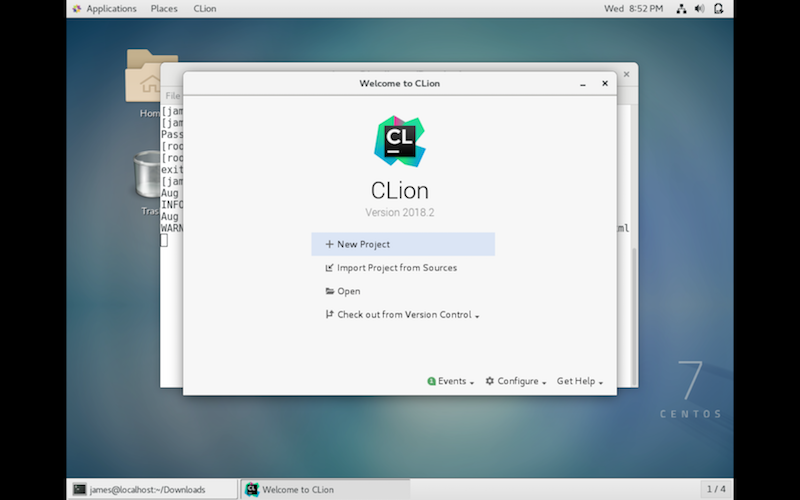 Applications Places CLion Wed 8:52 PM
Welcome to CLion
File
Hom
[jam
[jam
Pass
[roo
[roo
exit
[jam
Aug
INFO
Aug
WARN ml
Tras
CL
CLion
Version 2018.2
New Project
Import Project from Sources
Open
Check out from Version Control
1 Events Configure Get Help
7
CENTOS
james@localhost:~/Downloads Welcome to CLion 1 / 4